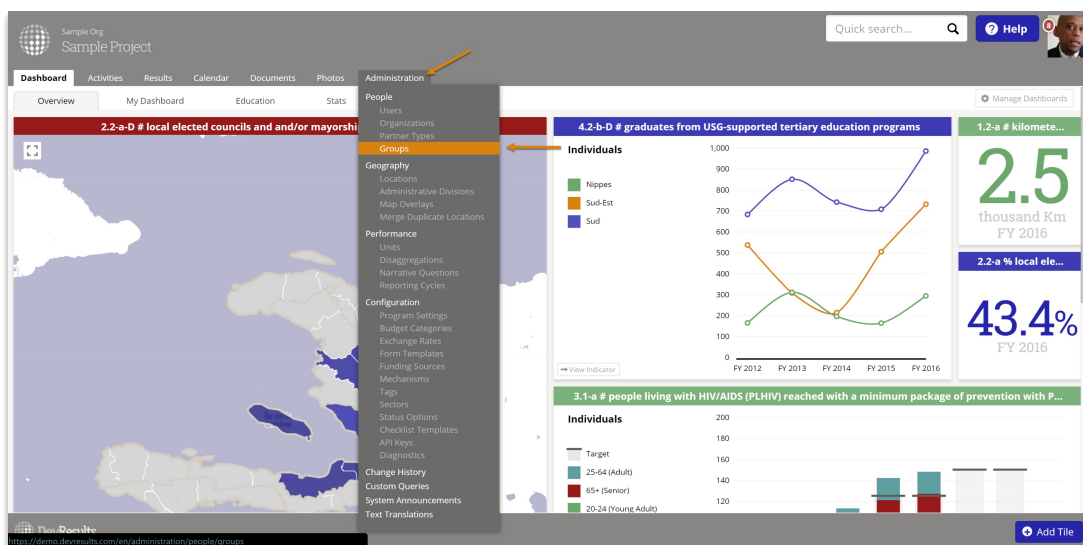 Sample Org
Sample Project
Quick search...
? Help
8
Dashboard Activities Results Calendar Documents Photos Administration
Overview My Dashboard Education Stats
Manage Dashboards
People
Users
Organizations
Partner Types
Groups
Geography
Locations
Administrative Divisions
Map Overlays
Merge Duplicate Locations
Performance
Units
Disaggregations
Narrative Questions
Reporting Cycles
Configuration
Program Settings
Budget Categories
Exchange Rates
Form Templates
Funding Sources
Mechanisms
Tags
Sectors
Status Options
Checklist Templates
API Keys
Diagnostics
Change History
Custom Queries
System Announcements
Text Translations
2.2-a-D # local elected councils and and/or mayorshi
4.2-b-D # graduates from USG-supported tertiary education programs
Individuals
Nippes
Sud-Est
Sud
1,000
900
800
700
600
500
400
300
200
100
0
FY 2012 FY 2013 FY 2014 FY 2015 FY 2016
View Indicator
1.2-a # kilomete...
2.5
thousand Km
FY 2016
2.2-a % local ele...
43.4%
FY 2016
3.1-a # people living with HIV/AIDS (PLHIV) reached with a minimum package of prevention with P...
Individuals
Target
25-64 (Adult)
65+ (Senior)
20-24 (Young Adult)
200
180
160
140
120
DevResults
https://demo.devresults.com/en/administration/people/groups
Add Tile